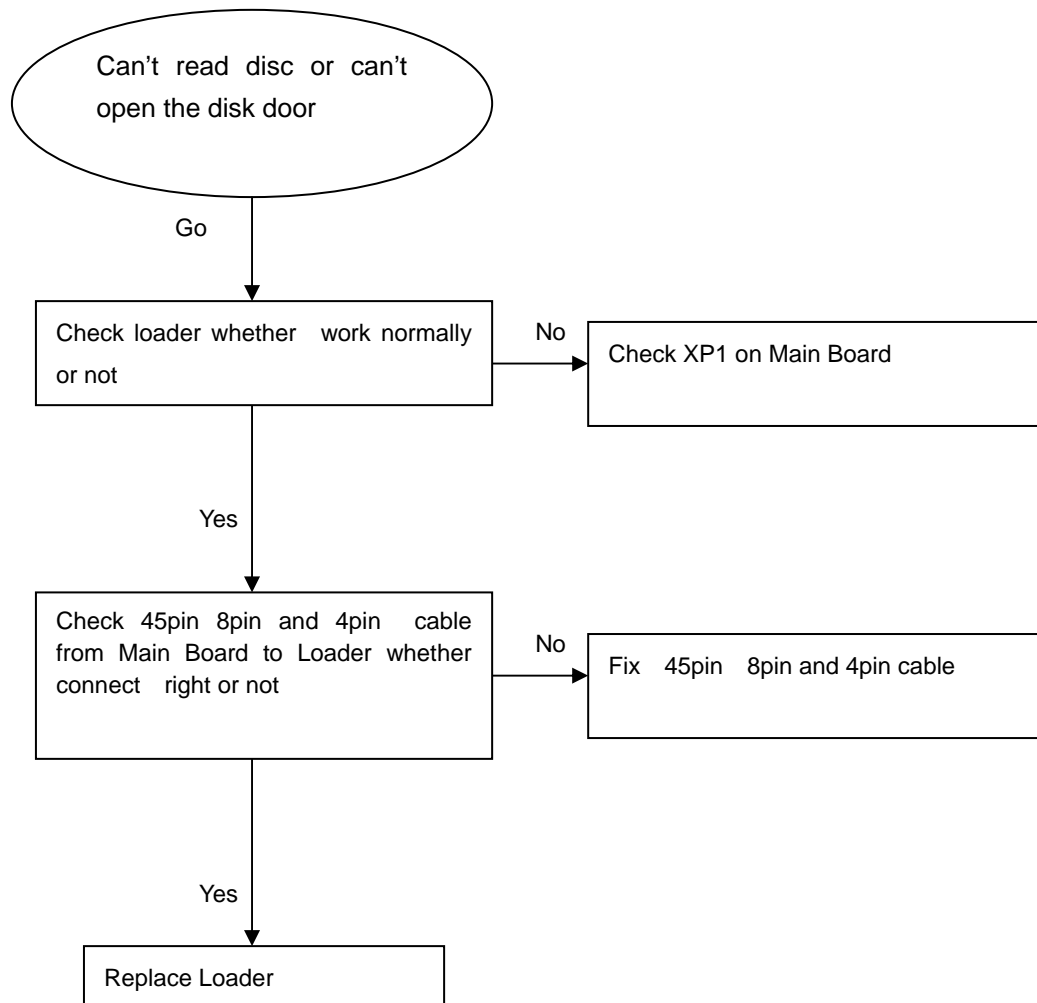 Can’t read disc or can’t
open the disk door
Go
Check loader whether work normally
or not
No
Check XP1 on Main Board
Yes
Check 45pin 8pin and 4pin cable
from Main Board to Loader whether
connect right or not
No
Fix 45pin 8pin and 4pin cable
Yes
Replace Loader